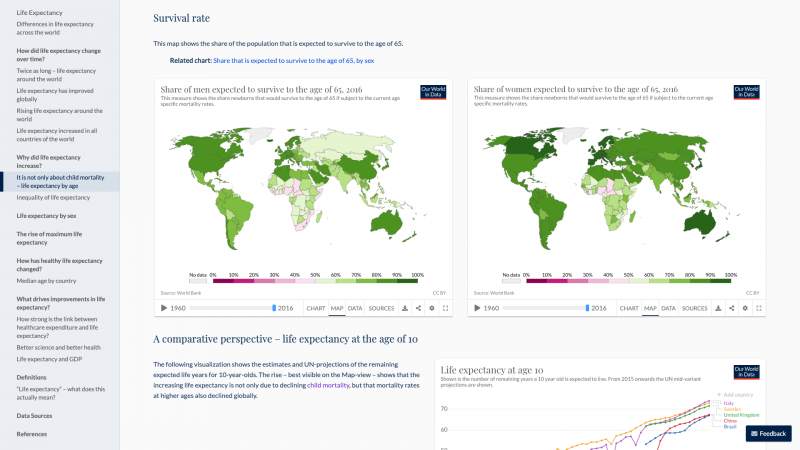 Life Expectancy
Differences in life expectancy
across the world
How did life expectancy change
over time?
Twice as long – life expectancy
around the world
Life expectancy has improved
globally
Rising life expectancy around the
world
Life expectancy increased in all
countries of the world
Why did life expectancy
increase?
It is not only about child mortality
– life expectancy by age
Inequality of life expectancy
Life expectancy by sex
The rise of maximum life
expectancy
How has healthy life expectancy
changed?
Median age by country
What drives improvements in life
expectancy?
How strong is the link between
healthcare expenditure and life
expectancy?
Better science and better health
Life expectancy and GDP
Definitions
“Life expectancy” – what does this
actually mean?
Data Sources
References
Survival rate
This map shows the share of the population that is expected to survive to the age of 65.
Related chart: Share that is expected to survive to the age of 65, by sex
Share of men expected to survive to the age of 65, 2016
This measure shows the share newborns that would survive to the age of 65 if subject to the current age
specific mortality rates.
Our World
in Data
No data 0% 10% 20% 30% 40% 50% 60% 70% 80% 90% 100%
Source: World Bank
CC BY
1960
2016
CHART MAP DATA SOURCES
Share of women expected to survive to the age of 65, 2016
This measure shows the share newborns that would survive to the age of 65 if subject to the current age
specific mortality rates.
Our World
in Data
No data 0% 10% 20% 30% 40% 50% 60% 70% 80% 90% 100%
Source: World Bank
CC BY
1960
2016
CHART MAP DATA SOURCES
A comparative perspective – life expectancy at the age of 10
The following visualization shows the estimates and UN-projections of the remaining
expected life years for 10-year-olds. The rise – best visible on the Map-view – shows that the
increasing life expectancy is not only due to declining child mortality, but that mortality rates
at higher ages also declined globally.
Life expectancy at age 10
Shown is the number of remaining years a 10 year old is expected to live. From 2015 onwards the UN mid-variant
projections are shown.
Our World
in Data
Add country
70
60
Italy
Sweden
United Kingdom
China
Brazil
Feedback